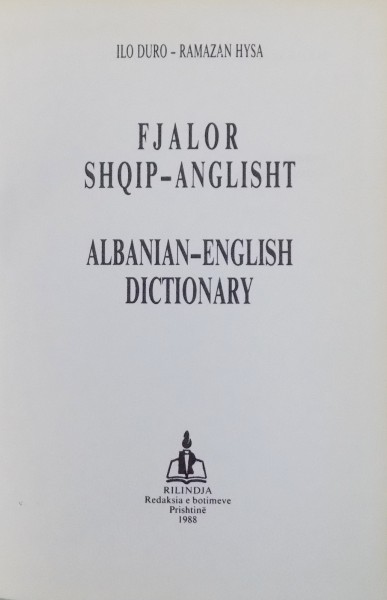 ILO DURO – RAMAZAN HYSA
FJALOR
SHQIP–ANGLISHT
ALBANIAN–ENGLISH
DICTIONARY
RILINDJA
Redaksia e botimeve
Prishtinë
1988